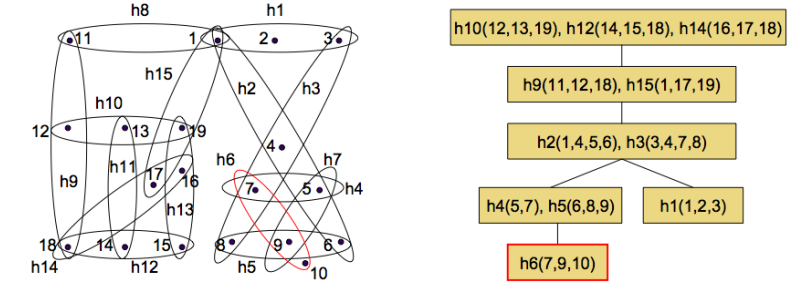 h8
h1
11
1
2
3
h15
h2
h3
h10
12
13
19
4
h6
h7
h9
h11
17
16
7
5
h4
h13
18
14
15
8
9
6
h14
h12
h5
10
h10(12,13,19), h12(14,15,18), h14(16,17,18)
h9(11,12,18), h15(1,17,19)
h2(1,4,5,6), h3(3,4,7,8)
h4(5,7), h5(6,8,9)
h1(1,2,3)
h6(7,9,10)